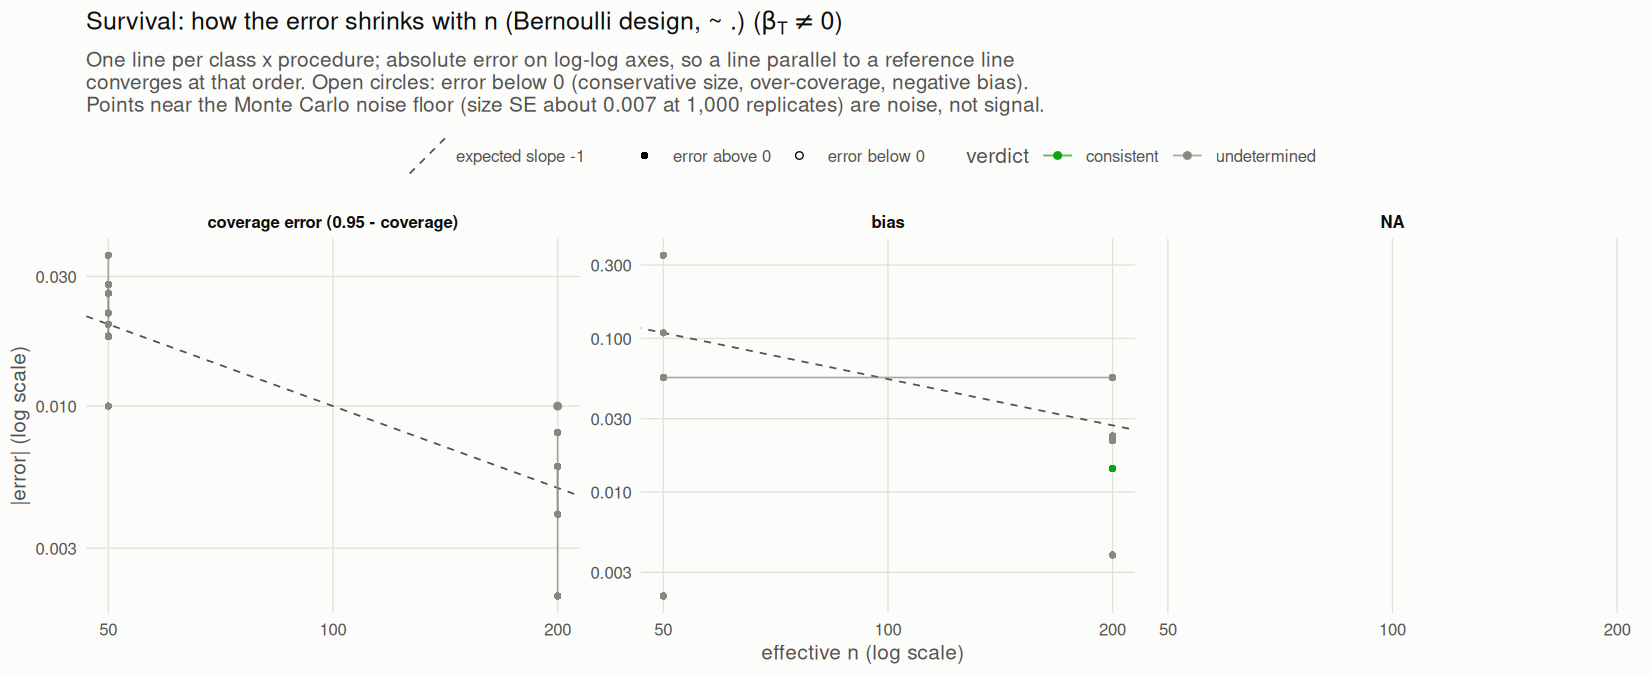 Survival: how the error shrinks with n (Bernoulli design, ~ .) (βT ≠ 0)
One line per class x procedure; absolute error on log-log axes, so a line parallel to a reference line
converges at that order. Open circles: error below 0 (conservative size, over-coverage, negative bias).
Points near the Monte Carlo noise floor (size SE about 0.007 at 1,000 replicates) are noise, not signal.
expected slope -1
error above 0
error below 0
verdict
consistent
undetermined
coverage error (0.95 - coverage)
bias
NA
|error| (log scale)
0.030
0.010
0.003
0.300
0.100
0.030
0.010
0.003
50
100
200
50
100
200
50
100
200
effective n (log scale)